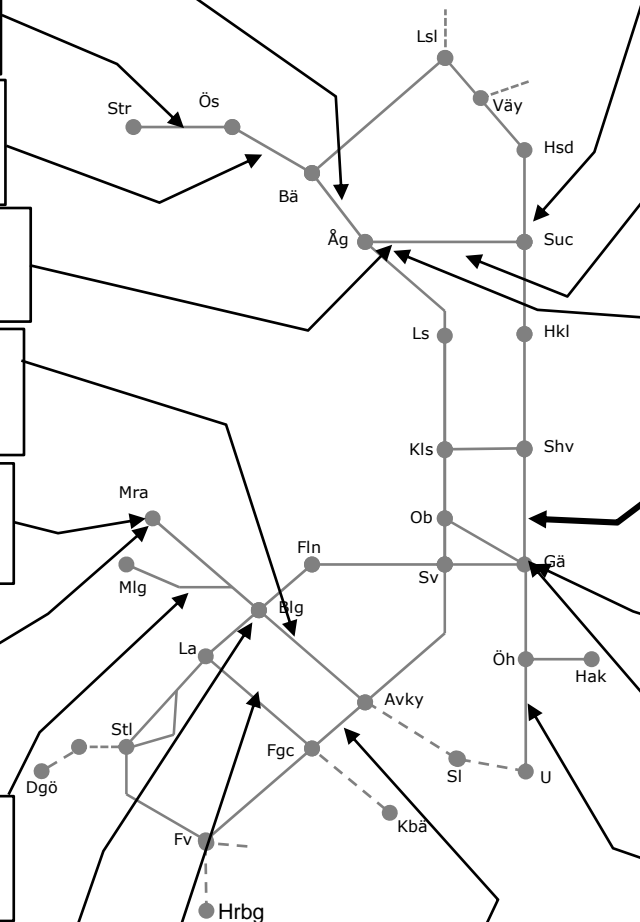 Lsl
Väy
Ös
Str
Hsd
Bä
Åg
Suc
Ls
Hkl
Kls
Shv
Mra
Ob
Fln
Gä
Sv
Mlg
Blg
La
Öh
Hak
Avky
Stl
Fgc
Sl
U
Dgö
Kbä
Fv
Hrbg